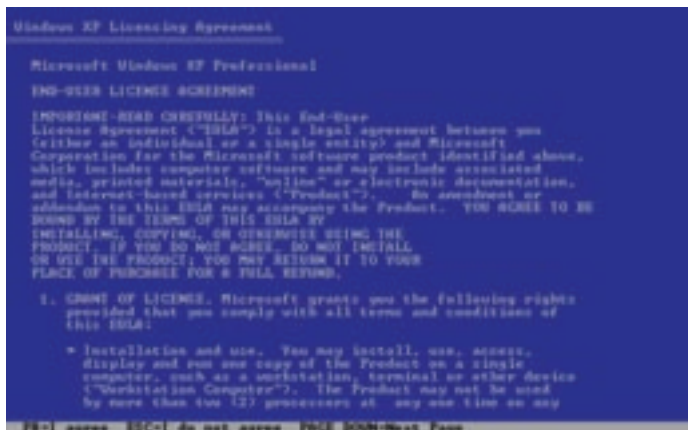 Windows XP Licensing Agreement
Microsoft Windows XP Professional
END-USER LICENSE AGREEMENT
IMPORTANT-READ CAREFULLY: This End-User
License Agreement ("EULA") is a legal agreement between you
(either an individual or a single entity) and Microsoft
Corporation for the Microsoft software product identified above,
which includes computer software and may include associated
media, printed materials, "online" or electronic documentation,
and Internet-based services ("Product"). An amendment or
addendum to this EULA may accompany the Product. YOU AGREE TO BE
BOUND BY THE TERMS OF THIS EULA BY
INSTALLING, COPYING, OR OTHERWISE USING THE
PRODUCT. IF YOU DO NOT AGREE, DO NOT INSTALL
OR USE THE PRODUCT; YOU MAY RETURN IT TO YOUR
PLACE OF PURCHASE FOR A FULL REFUND.
1. GRANT OF LICENSE. Microsoft grants you the following rights
provided that you comply with all terms and conditions of
this EULA:
* Installation and use. You may install, use, access,
display and run one copy of the Product on a single
computer, such as a workstation, terminal or other device
("Workstation Computer"). The Product may not be used
by more than two (2) processors at any one time on any
F8=I agree ESC=I do not agree PAGE DOWN=Next Page